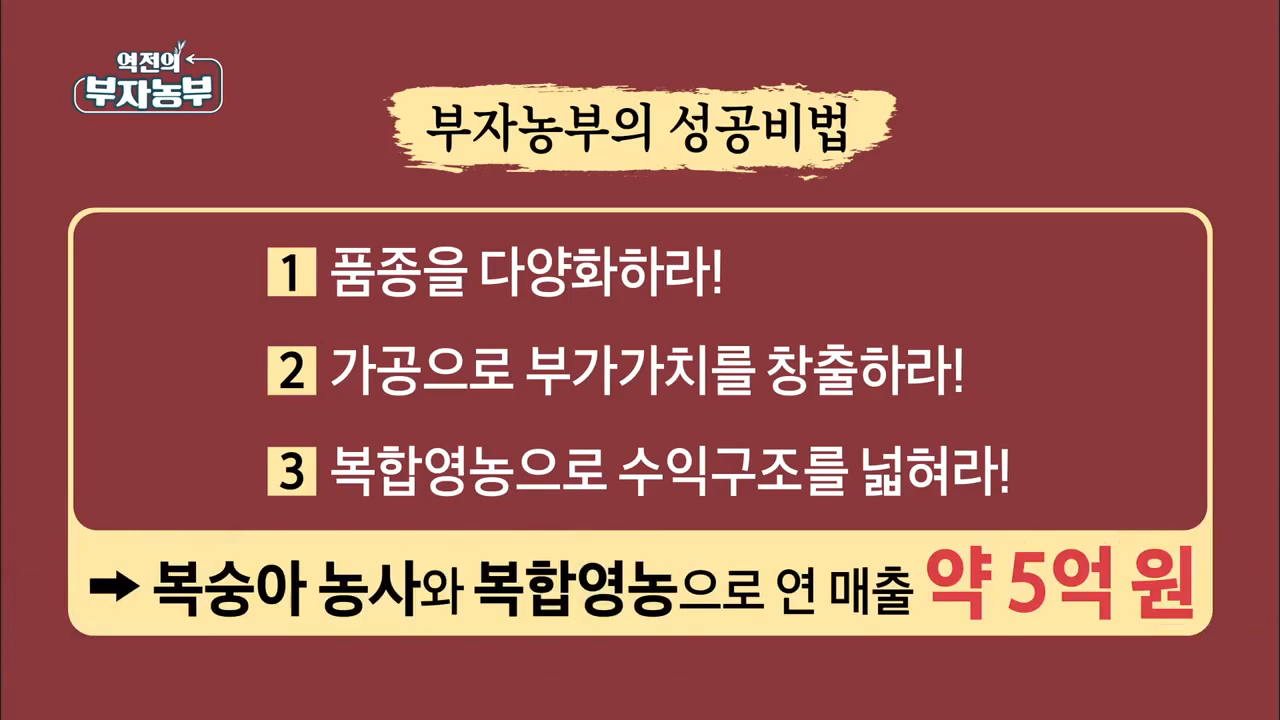 역전의
부자농부
부자농부의 성공비법
1 품종을 다양화하라!
2 가공으로 부가가치를 창출하라!
3 복합영농으로 수익구조를 넓혀라!
➡ 복숭아 농사와 복합영농으로 연 매출 약 5억 원